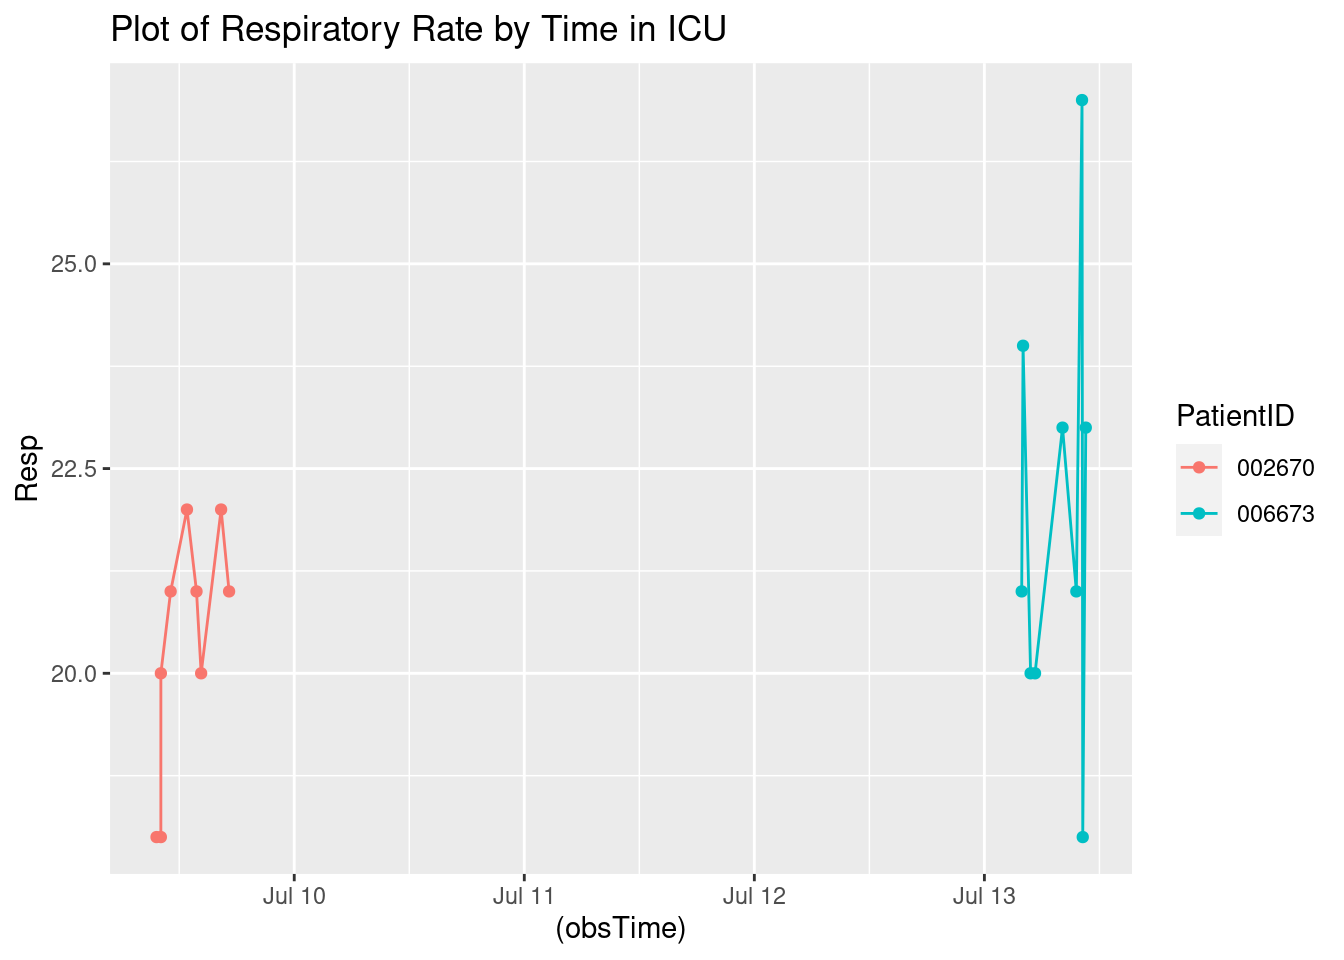 Plot of Respiratory Rate by Time in ICU
Resp
25.0
22.5
20.0
Jul 10 Jul 11 Jul 12 Jul 13
(obsTime)
PatientID
002670
006673